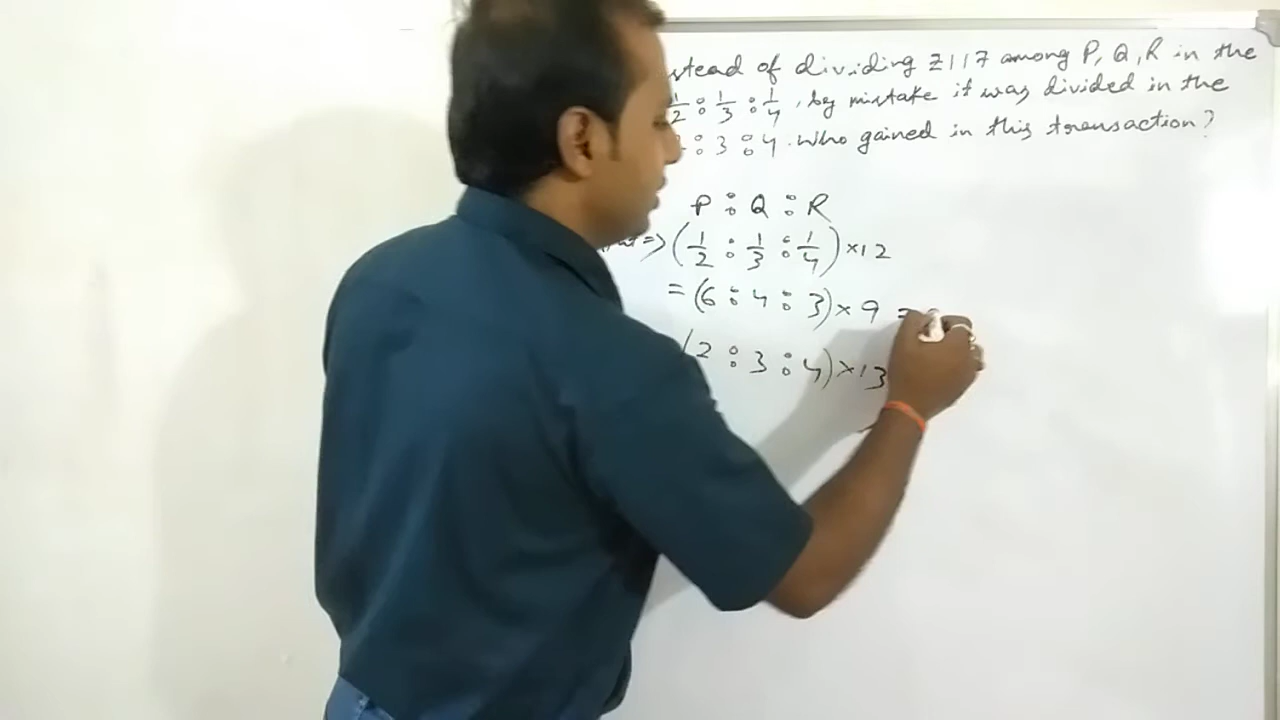 of dividing ₹117 among P, Q, R in the
1/2 : 1/3 : 1/4, by mistake it was divided in the
: 3 : 4. Who gained in this transaction?
P : Q : R
=> (1/2 : 1/3 : 1/4) ×12
= (6 : 4 : 3) × 9 =
(2 : 3 : 4) ×13